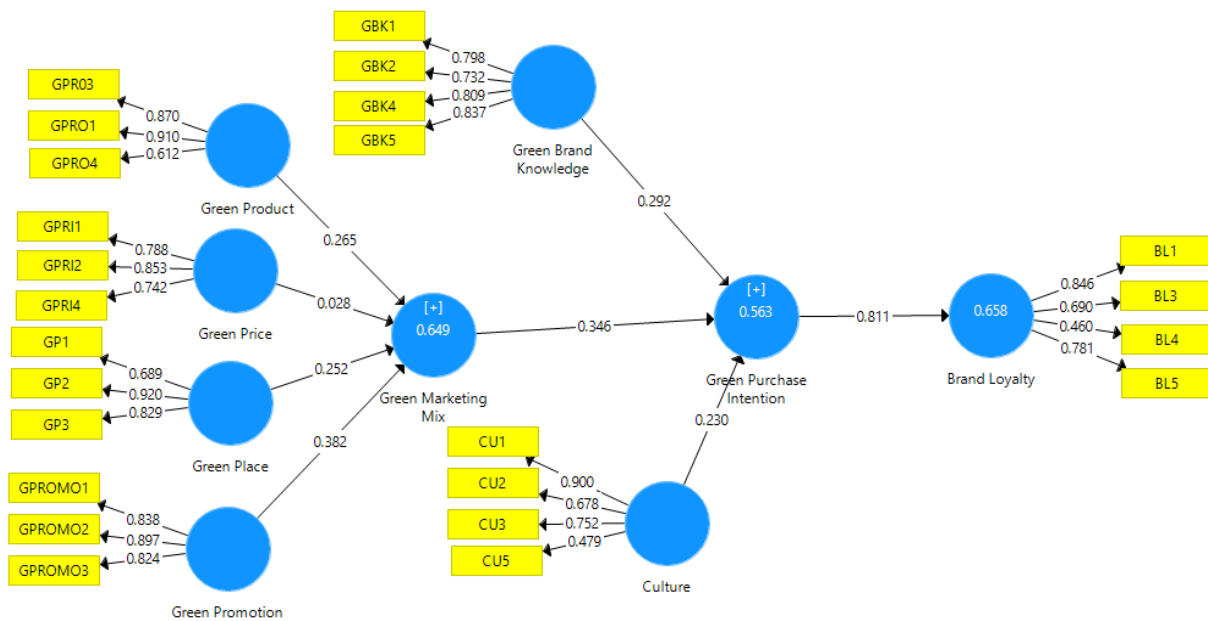 GPR03
GPRO1
GPRO4
0.870
0.910
0.612
Green Product
0.265
GPRI1
GPRI2
GPRI4
0.788
0.853
0.742
Green Price
0.028
GP1
GP2
GP3
0.689
0.920
0.829
Green Place
0.252
GPROMO1
GPROMO2
GPROMO3
0.838
0.897
0.824
Green Promotion
0.382
[+]
0.649
Green Marketing
Mix
0.346
GBK1
GBK2
GBK4
GBK5
0.798
0.732
0.809
0.837
Green Brand
Knowledge
0.292
CU1
CU2
CU3
CU5
0.900
0.678
0.752
0.479
Culture
0.230
[+]
0.563
Green Purchase
Intention
0.811
0.658
Brand Loyalty
0.846
0.690
0.460
0.781
BL1
BL3
BL4
BL5